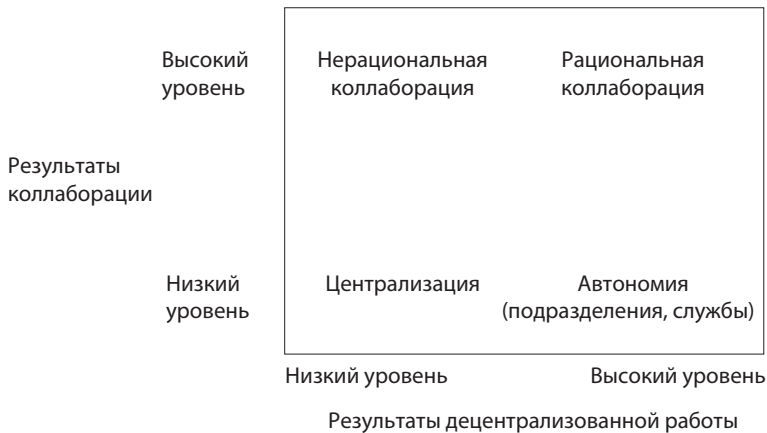 Высокий
уровень
Нерациональная
коллаборация
Рациональная
коллаборация
Результаты
коллаборации
Низкий
уровень
Централизация
Автономия
(подразделения, службы)
Низкий уровень
Высокий уровень
Результаты децентрализованной работы